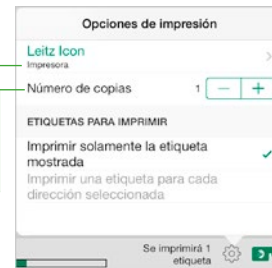 Opciones de impresión
Leitz Icon
Impresora
Número de copias 1
ETIQUETAS PARA IMPRIMIR
Imprimir solamente la etiqueta
mostrada
Imprimir una etiqueta para cada
dirección seleccionada
Se imprimirá 1
etiqueta